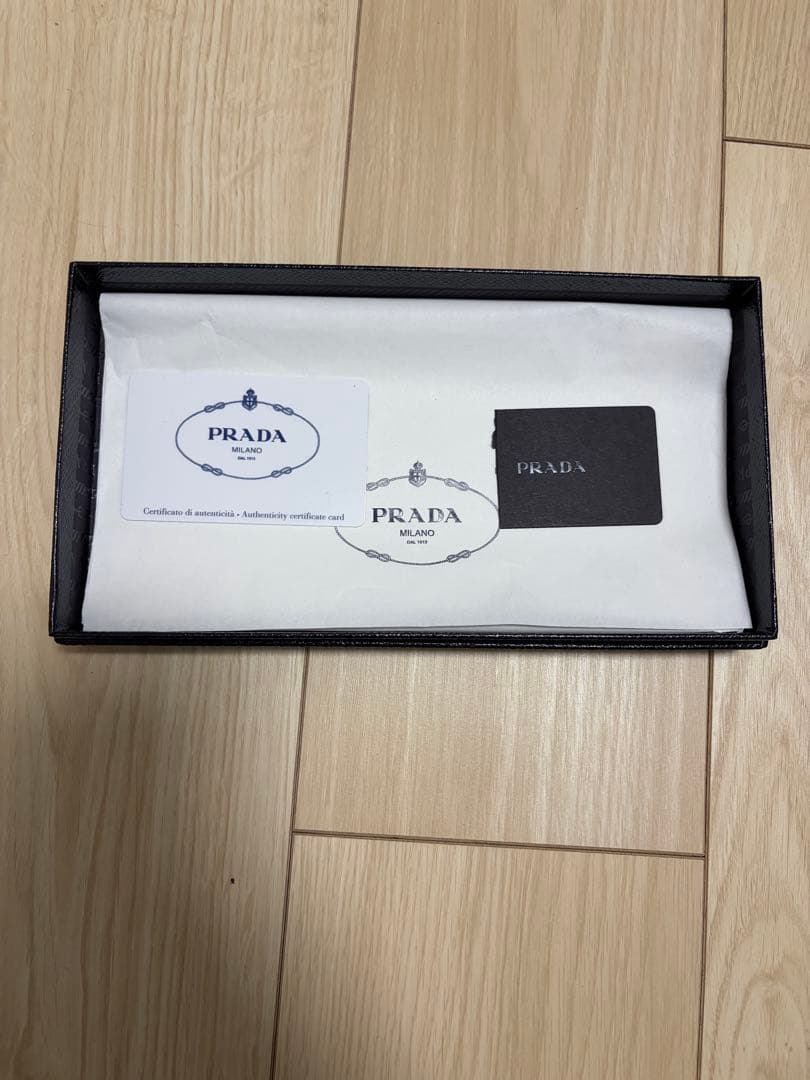 PRADA
MILANO
DAL 1913
Certificato di autenticità • Authenticity certificate card
PRADA
MILANO
DAL 1913
PRADA